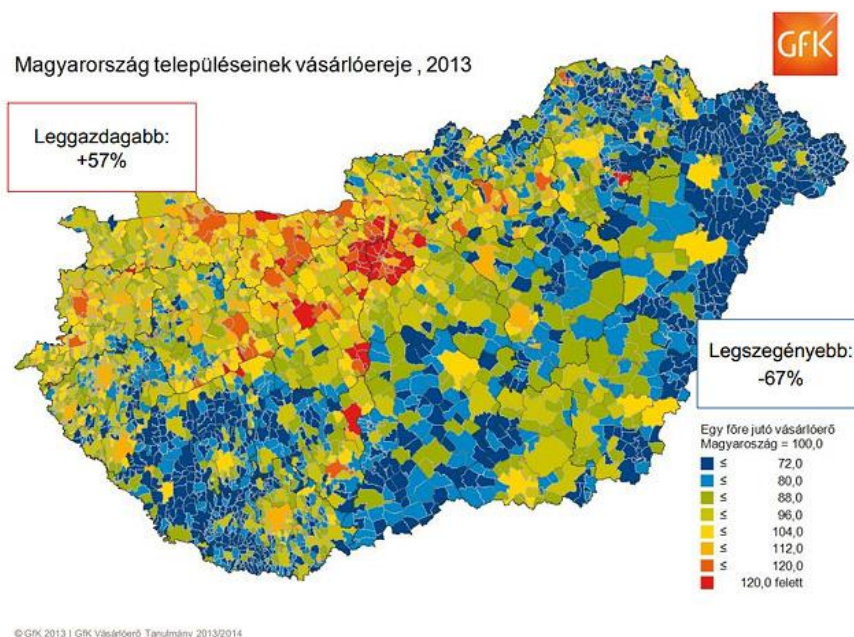 GfK
Magyarország településeinek vásárlóereje , 2013
Leggazdagabb:
+57%
Legszegényebb:
-67%
Egy főre jutó vásárlóerő
Magyaroszág = 100,0
≤ 72,0
≤ 80,0
≤ 88,0
≤ 96,0
≤ 104,0
≤ 112,0
≤ 120,0
120,0 felett
© GfK 2013 | GfK Vásárlóerő Tanulmány 2013/2014